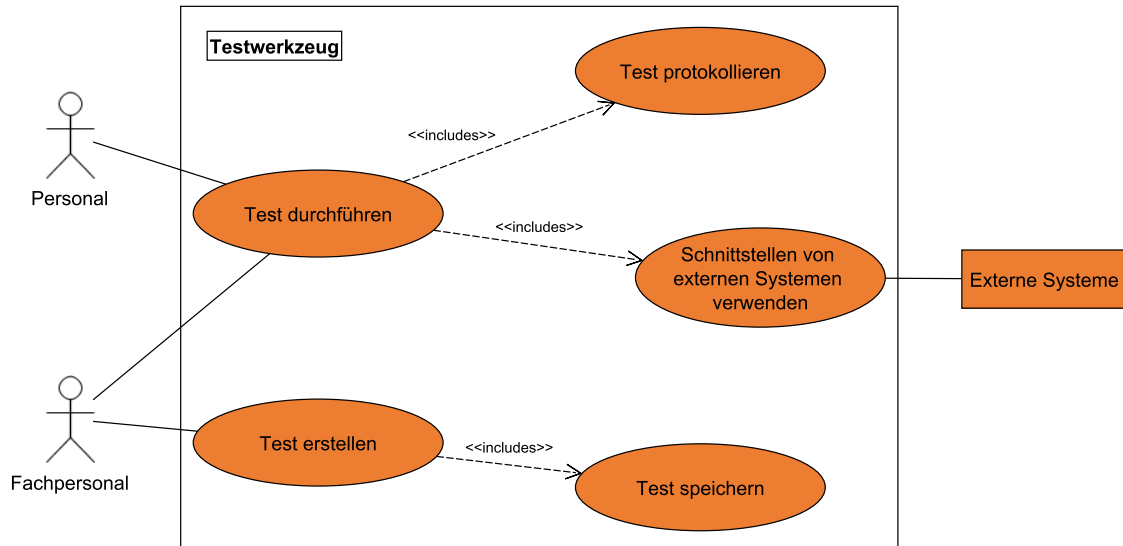 Testwerkzeug
Test protokollieren
<<includes>>
Personal
Test durchführen
<<includes>>
Schnittstellen von
externen Systemen
verwenden
Externe Systeme
Fachpersonal
Test erstellen
<<includes>>
Test speichern